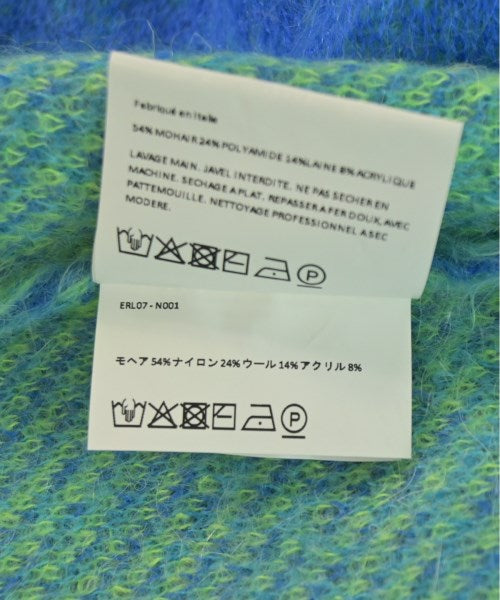 Fabriqué en Italie
54% MOHAIR 24% POLYAMIDE 14% LAINE 8% ACRYLIQUE
LAVAGE MAIN. JAVEL INTERDITE. NE PAS SECHER EN
MACHINE. SECHAGE A PLAT. REPASSER A FER DOUX, AVEC
PATTEMOUILLE. NETTOYAGE PROFESSIONNEL A SEC
MODERE.
P
ERL07 - N001
モヘア 54% ナイロン 24% ウール 14% アクリル 8%
P